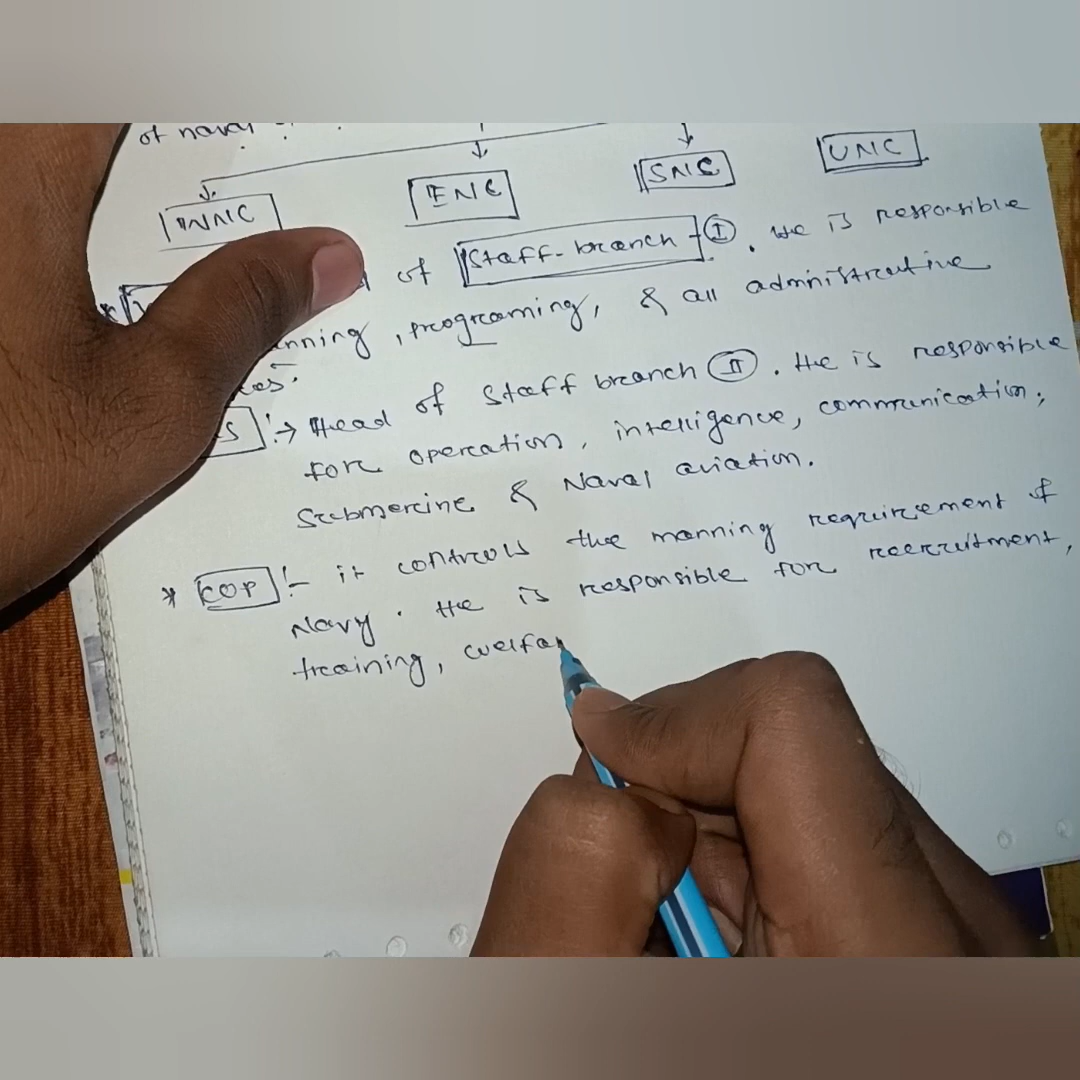 of naval
WNC ENC SNC UNC
of Staff-branch - I. He is responsible
nning, programing, & all administrative
S :→ Head of Staff branch II. He is responsible
for operation, intelligence, communication,
Submerine & Naval aviation.
* COP :- it controls the manning requirement of
Navy. He is responsible for recruitment,
training, welfa